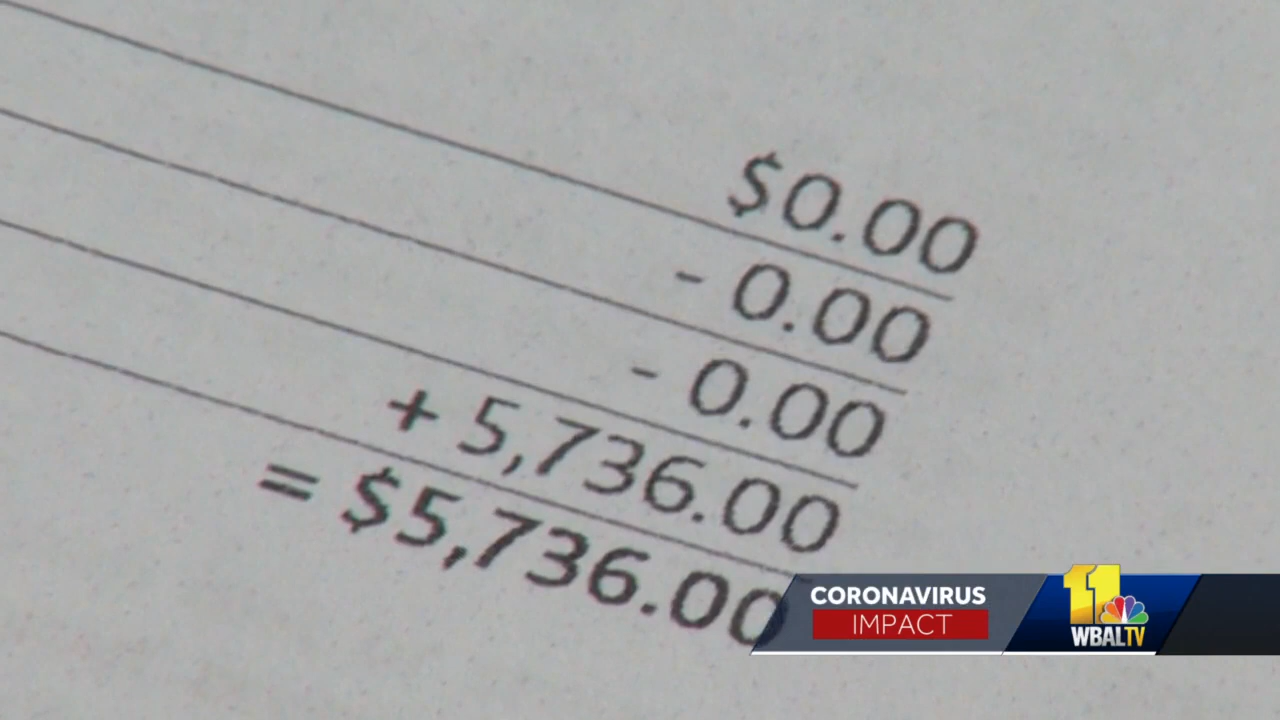 $0.00
- 0.00
- 0.00
+ 5,736.00
= $5,736.00
CORONAVIRUS
IMPACT
11
WBALTV